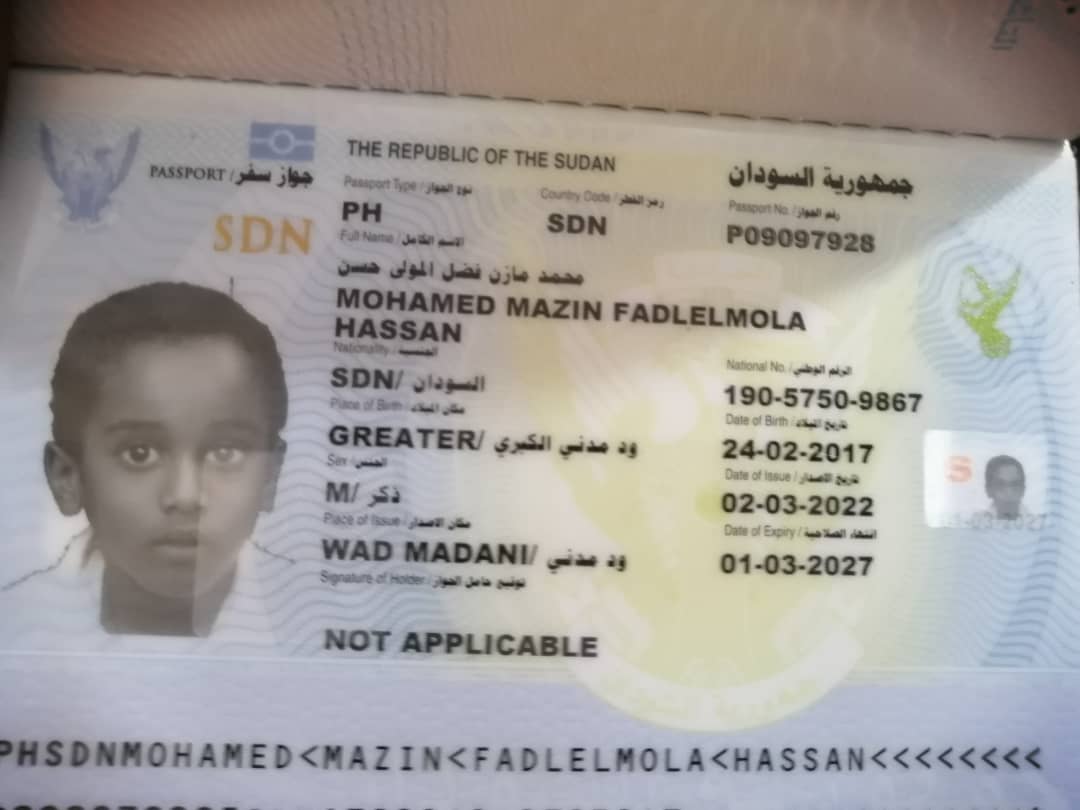 THE REPUBLIC OF THE SUDAN
جمهورية السودان
PASSPORT / جواز سفر
Passport Type / نوع الجواز
Country Code / رمز القطر
Passport No. / رقم الجواز
SDN
PH
SDN
P09097928
Full Name / الاسم الكامل
محمد مازن فضل المولى حسن
MOHAMED MAZIN FADLELMOLA
HASSAN
Nationality / الجنسية
National No. / الرقم الوطني
SDN/ السودان
190-5750-9867
Place of Birth / مكان الميلاد
Date of Birth / تاريخ الميلاد
GREATER/ ود مدني الكبري
24-02-2017
Sex / الجنس
Date of Issue / تاريخ الاصدار
M/ ذكر
02-03-2022
Place of Issue / مكان الاصدار
Date of Expiry / انتهاء الصلاحية
WAD MADANI/ ود مدني
01-03-2027
Signature of Holder / توقيع حامل الجواز
NOT APPLICABLE
S
PHSDNMOHAMED<MAZIN<FADLELMOLA<HASSAN<<<<<<<<